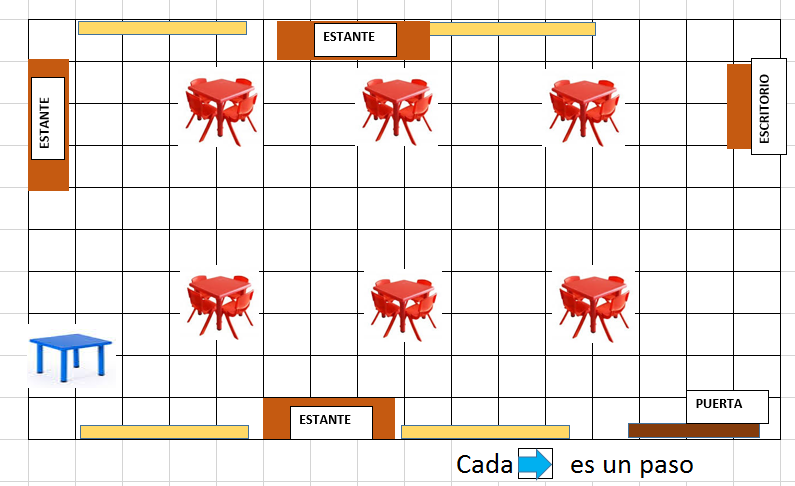 ESTANTE
ESTANTE
ESCRITORIO
ESTANTE
PUERTA
Cada es un paso